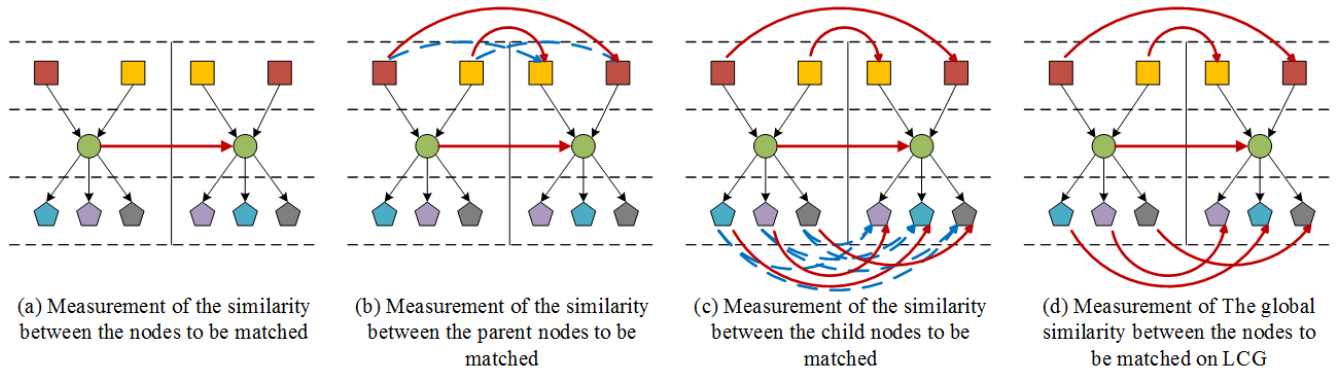 (a) Measurement of the similarity
between the nodes to be matched
(b) Measurement of the similarity
between the parent nodes to be
matched
(c) Measurement of the similarity
between the child nodes to be
matched
(d) Measurement of The global
similarity between the nodes to
be matched on LCG